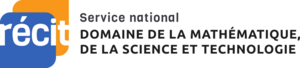 récit
Service national
DOMAINE DE LA MATHÉMATIQUE,
DE LA SCIENCE ET TECHNOLOGIE